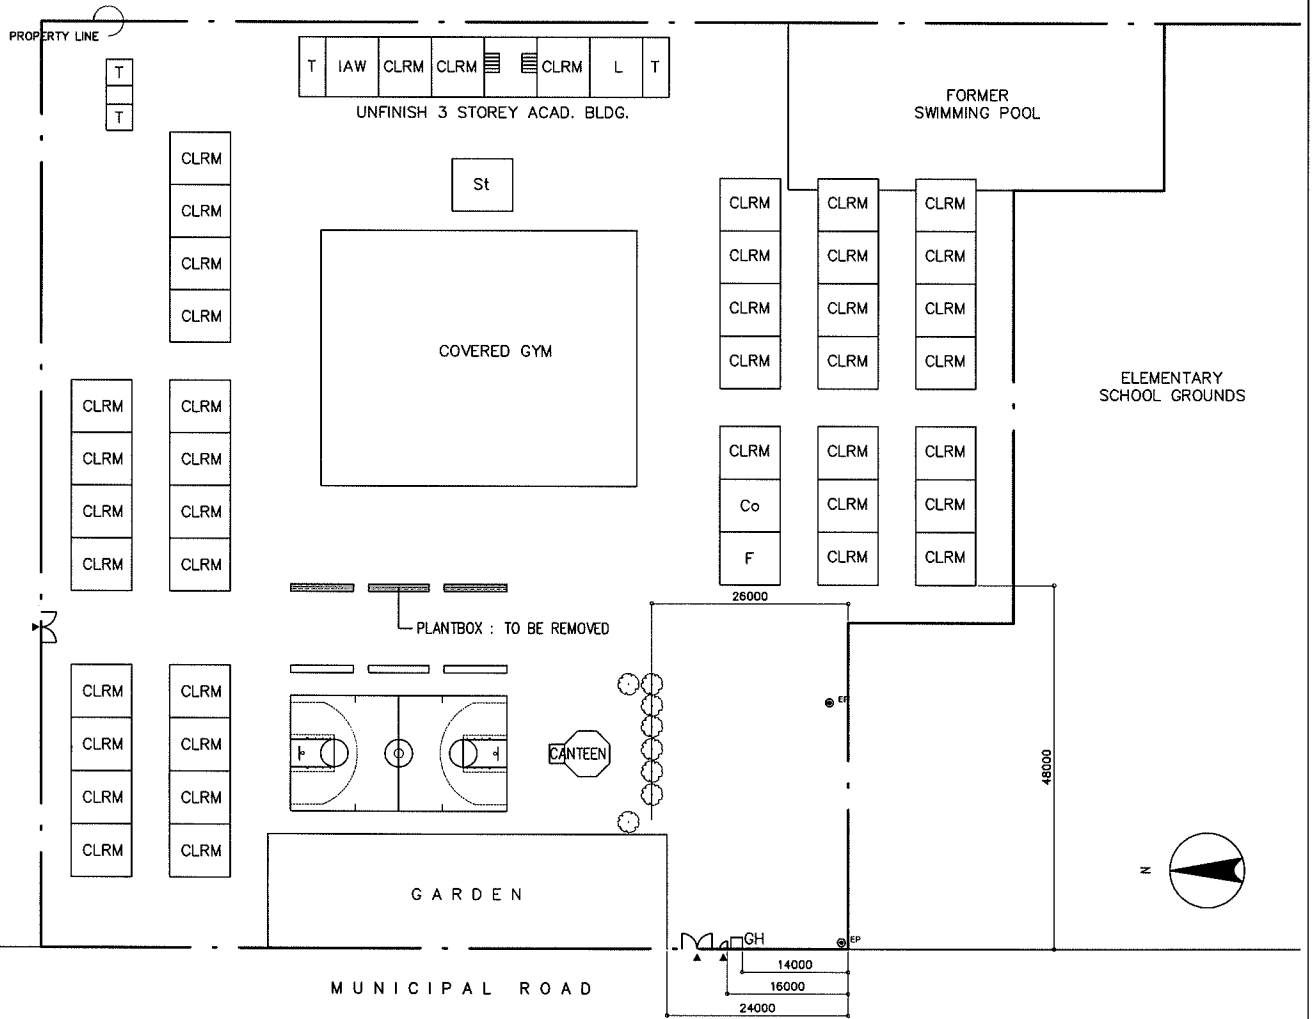 PROPERTY LINE
T
T
T IAW CLRM CLRM CLRM L T
UNFINISH 3 STOREY ACAD. BLDG.
FORMER
SWIMMING POOL
CLRM
CLRM
CLRM
CLRM
St
COVERED GYM
CLRM CLRM CLRM
CLRM CLRM CLRM
CLRM CLRM CLRM
CLRM CLRM CLRM
ELEMENTARY
SCHOOL GROUNDS
CLRM CLRM
CLRM CLRM
CLRM CLRM
CLRM CLRM
CLRM CLRM CLRM
Co CLRM CLRM
F CLRM CLRM
26000
PLANTBOX : TO BE REMOVED
CLRM CLRM
CLRM CLRM
CLRM CLRM
CLRM CLRM
CANTEEN
EP
48000
N
GARDEN
GH
EP
14000
16000
24000
MUNICIPAL ROAD